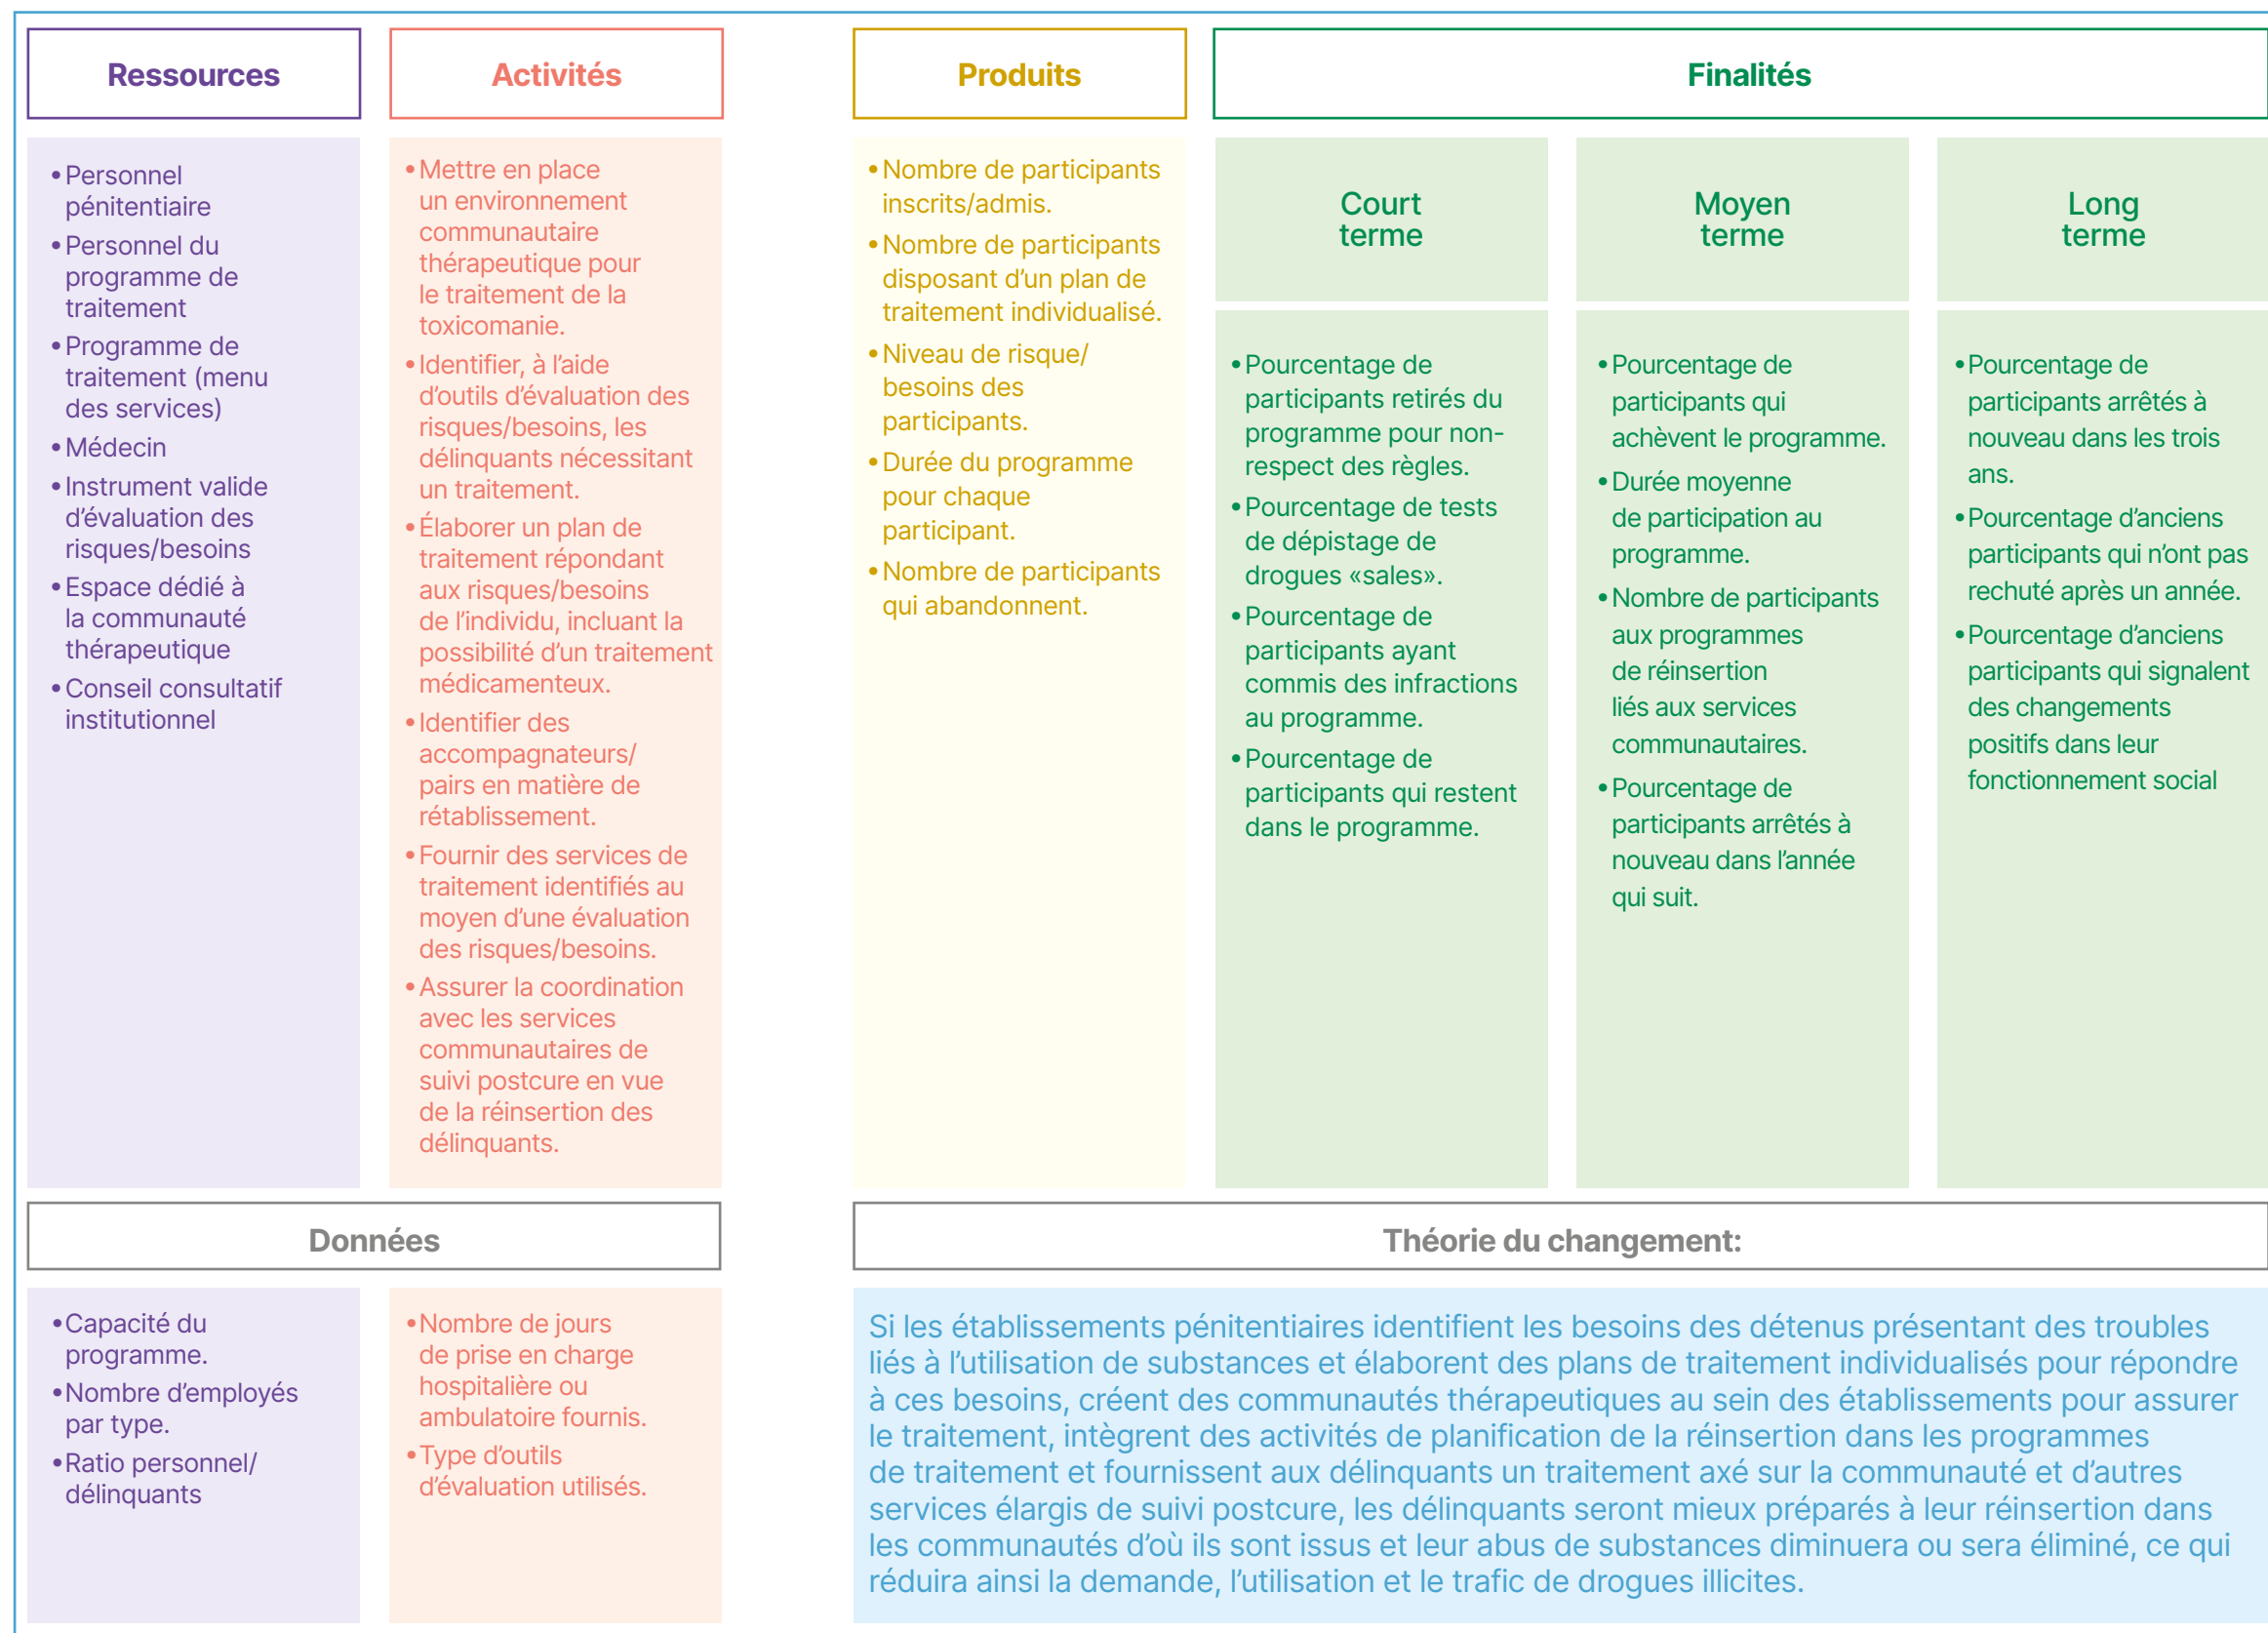 Ressources
Activités
Produits
Finalités
•Personnel
pénitentiaire
•Personnel du
programme de
traitement
•Programme de
traitement (menu
des services)
•Médecin
•Instrument valide
d’évaluation des
risques/besoins
•Espace dédié à
la communauté
thérapeutique
•Conseil consultatif
institutionnel
•Mettre en place
un environnement
communautaire
thérapeutique pour
le traitement de la
toxicomanie.
•Identifier, à l’aide
d’outils d’évaluation des
risques/besoins, les
délinquants nécessitant
un traitement.
•Élaborer un plan de
traitement répondant
aux risques/besoins
de l’individu, incluant la
possibilité d’un traitement
médicamenteux.
•Identifier des
accompagnateurs/
pairs en matière de
rétablissement.
•Fournir des services de
traitement identifiés au
moyen d’une évaluation
des risques/besoins.
•Assurer la coordination
avec les services
communautaires de
suivi postcure en vue
de la réinsertion des
délinquants.
•Nombre de participants
inscrits/admis.
•Nombre de participants
disposant d’un plan de
traitement individualisé.
•Niveau de risque/
besoins des
participants.
•Durée du programme
pour chaque
participant.
•Nombre de participants
qui abandonnent.
Court
terme
•Pourcentage de
participants retirés du
programme pour non-
respect des règles.
•Pourcentage de tests
de dépistage de
drogues «sales».
•Pourcentage de
participants ayant
commis des infractions
au programme.
•Pourcentage de
participants qui restent
dans le programme.
Moyen
terme
•Pourcentage de
participants qui
achèvent le programme.
•Durée moyenne
de participation au
programme.
•Nombre de participants
aux programmes
de réinsertion
liés aux services
communautaires.
•Pourcentage de
participants arrêtés à
nouveau dans l’année
qui suit.
Long
terme
•Pourcentage de
participants arrêtés à
nouveau dans les trois
ans.
•Pourcentage d’anciens
participants qui n’ont pas
rechuté après un année.
•Pourcentage d’anciens
participants qui signalent
des changements
positifs dans leur
fonctionnement social
Données
•Capacité du
programme.
•Nombre d’employés
par type.
•Ratio personnel/
délinquants
•Nombre de jours
de prise en charge
hospitalière ou
ambulatoire fournis.
•Type d’outils
d’évaluation utilisés.
Théorie du changement:
Si les établissements pénitentiaires identifient les besoins des détenus présentant des troubles
liés à l’utilisation de substances et élaborent des plans de traitement individualisés pour répondre
à ces besoins, créent des communautés thérapeutiques au sein des établissements pour assurer
le traitement, intègrent des activités de planification de la réinsertion dans les programmes
de traitement et fournissent aux délinquants un traitement axé sur la communauté et d’autres
services élargis de suivi postcure, les délinquants seront mieux préparés à leur réinsertion dans
les communautés d’où ils sont issus et leur abus de substances diminuera ou sera éliminé, ce qui
réduira ainsi la demande, l’utilisation et le trafic de drogues illicites.